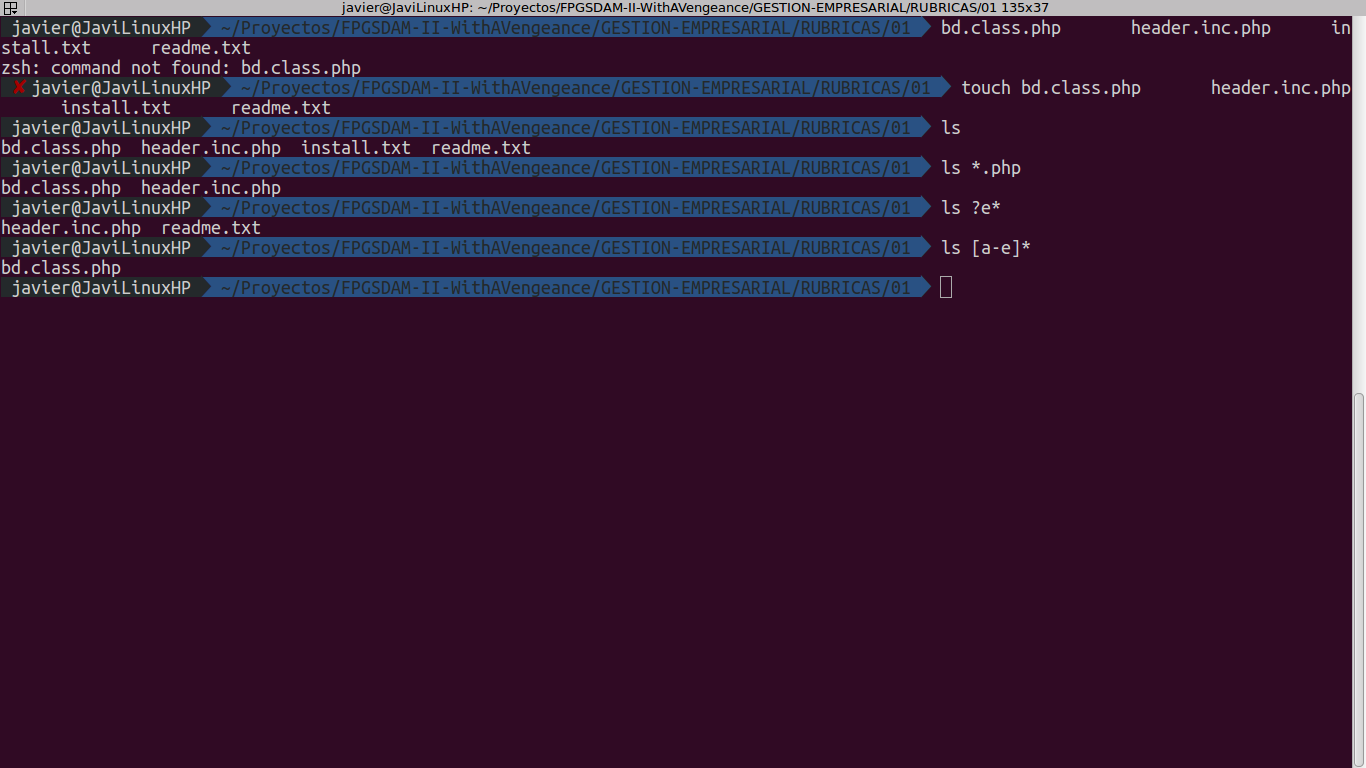 javier@JaviLinuxHP: ~/Proyectos/FPGSDAM-II-WithAVengeance/GESTION-EMPRESARIAL/RUBRICAS/01 135x37
javier@JaviLinuxHP ~/Proyectos/FPGSDAM-II-WithAVengeance/GESTION-EMPRESARIAL/RUBRICAS/01 bd.class.php       header.inc.php      in
stall.txt      readme.txt
zsh: command not found: bd.class.php
✘ javier@JaviLinuxHP ~/Proyectos/FPGSDAM-II-WithAVengeance/GESTION-EMPRESARIAL/RUBRICAS/01 touch bd.class.php       header.inc.php
      install.txt      readme.txt
javier@JaviLinuxHP ~/Proyectos/FPGSDAM-II-WithAVengeance/GESTION-EMPRESARIAL/RUBRICAS/01 ls
bd.class.php  header.inc.php  install.txt  readme.txt
javier@JaviLinuxHP ~/Proyectos/FPGSDAM-II-WithAVengeance/GESTION-EMPRESARIAL/RUBRICAS/01 ls *.php
bd.class.php  header.inc.php
javier@JaviLinuxHP ~/Proyectos/FPGSDAM-II-WithAVengeance/GESTION-EMPRESARIAL/RUBRICAS/01 ls ?e*
header.inc.php  readme.txt
javier@JaviLinuxHP ~/Proyectos/FPGSDAM-II-WithAVengeance/GESTION-EMPRESARIAL/RUBRICAS/01 ls [a-e]*
bd.class.php
javier@JaviLinuxHP ~/Proyectos/FPGSDAM-II-WithAVengeance/GESTION-EMPRESARIAL/RUBRICAS/01